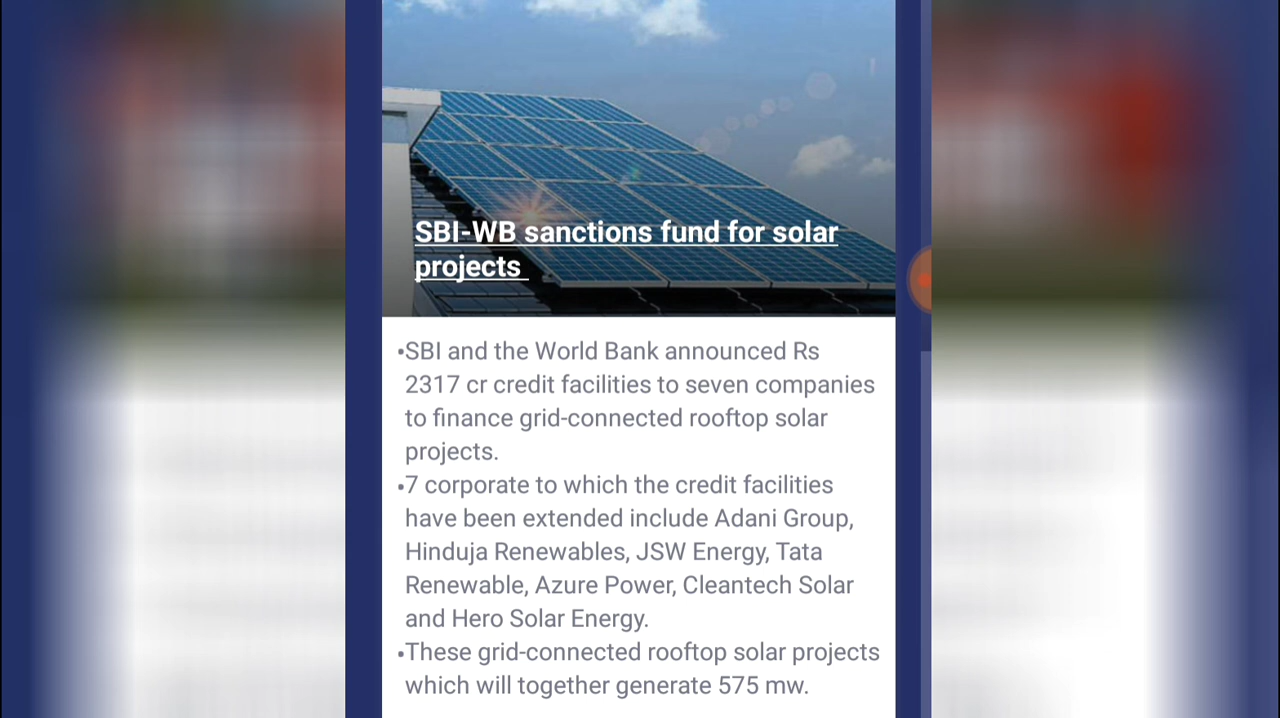 SBI-WB sanctions fund for solar
projects
•SBI and the World Bank announced Rs
2317 cr credit facilities to seven companies
to finance grid-connected rooftop solar
projects.
•7 corporate to which the credit facilities
have been extended include Adani Group,
Hinduja Renewables, JSW Energy, Tata
Renewable, Azure Power, Cleantech Solar
and Hero Solar Energy.
•These grid-connected rooftop solar projects
which will together generate 575 mw.